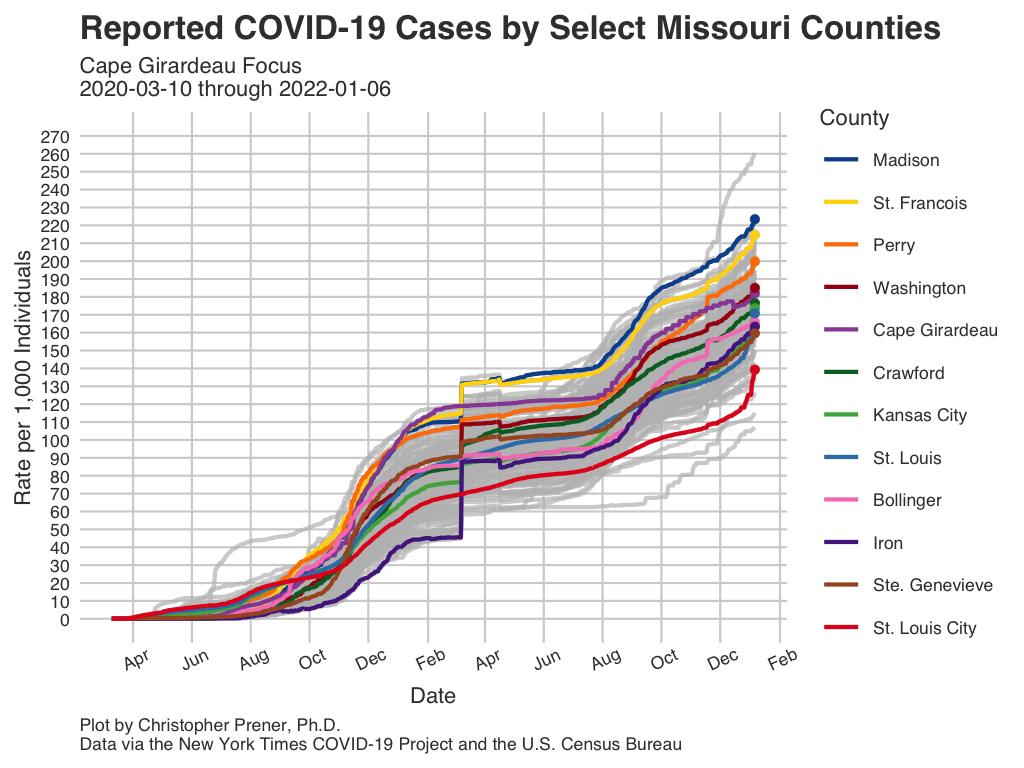 Reported COVID-19 Cases by Select Missouri Counties
Cape Girardeau Focus
2020-03-10 through 2022-01-06
County
Madison
St. Francois
Perry
Washington
Cape Girardeau
Crawford
Kansas City
St. Louis
Bollinger
Iron
Ste. Genevieve
St. Louis City
Rate per 1,000 Individuals
270
260
250
240
230
220
210
200
190
180
170
160
150
140
130
120
110
100
90
80
70
60
50
40
30
20
10
0
Apr Jun Aug Oct Dec Feb Apr Jun Aug Oct Dec Feb
Date
Plot by Christopher Prener, Ph.D.
Data via the New York Times COVID-19 Project and the U.S. Census Bureau